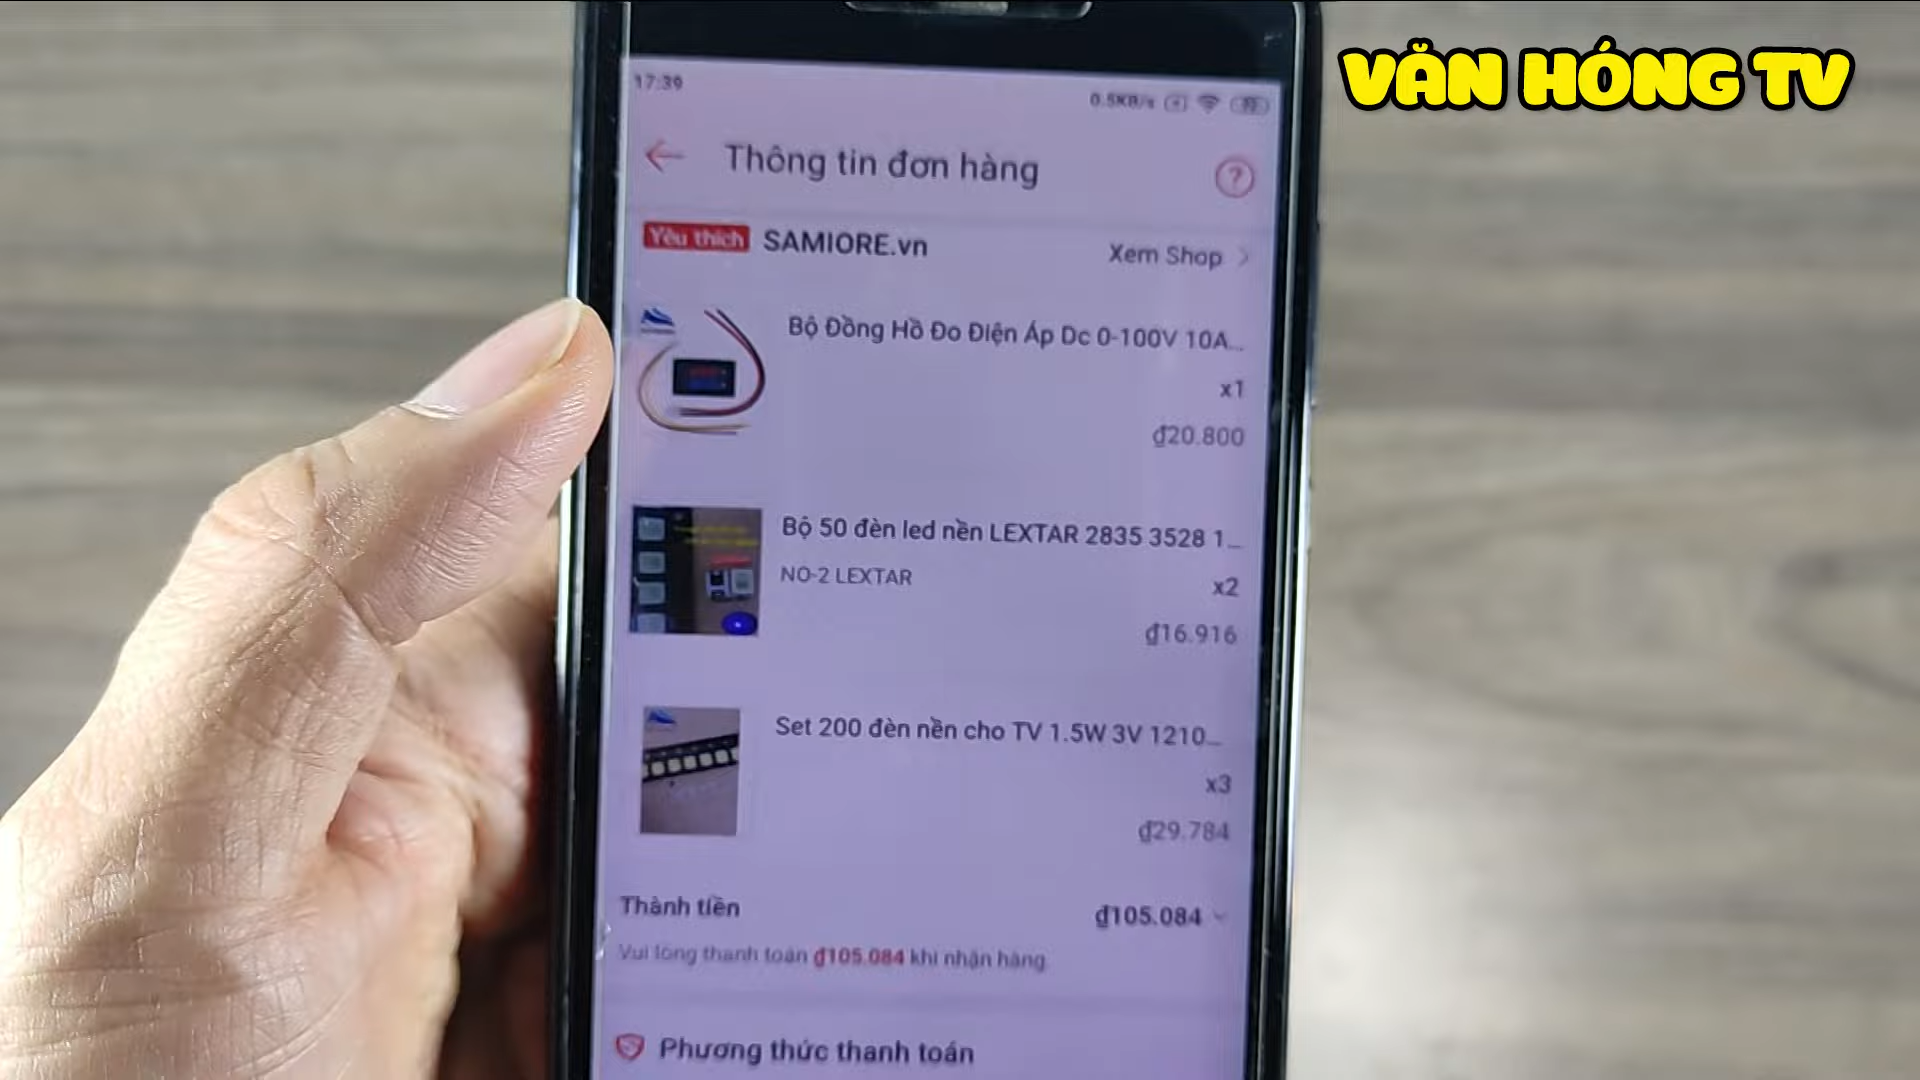 VĂN HÓNG TV
17:39
0.5KB/s
Thông tin đơn hàng
?
Yêu thích SAMIORE.vn
Xem Shop >
Bộ Đồng Hồ Đo Điện Áp Dc 0-100V 10A...
x1
₫20.800
Bộ 50 đèn led nền LEXTAR 2835 3528 1...
NO-2 LEXTAR
x2
₫16.916
Set 200 đèn nền cho TV 1.5W 3V 1210...
x3
₫29.784
Thành tiền
₫105.084
Vui lòng thanh toán ₫105.084 khi nhận hàng.
Phương thức thanh toán